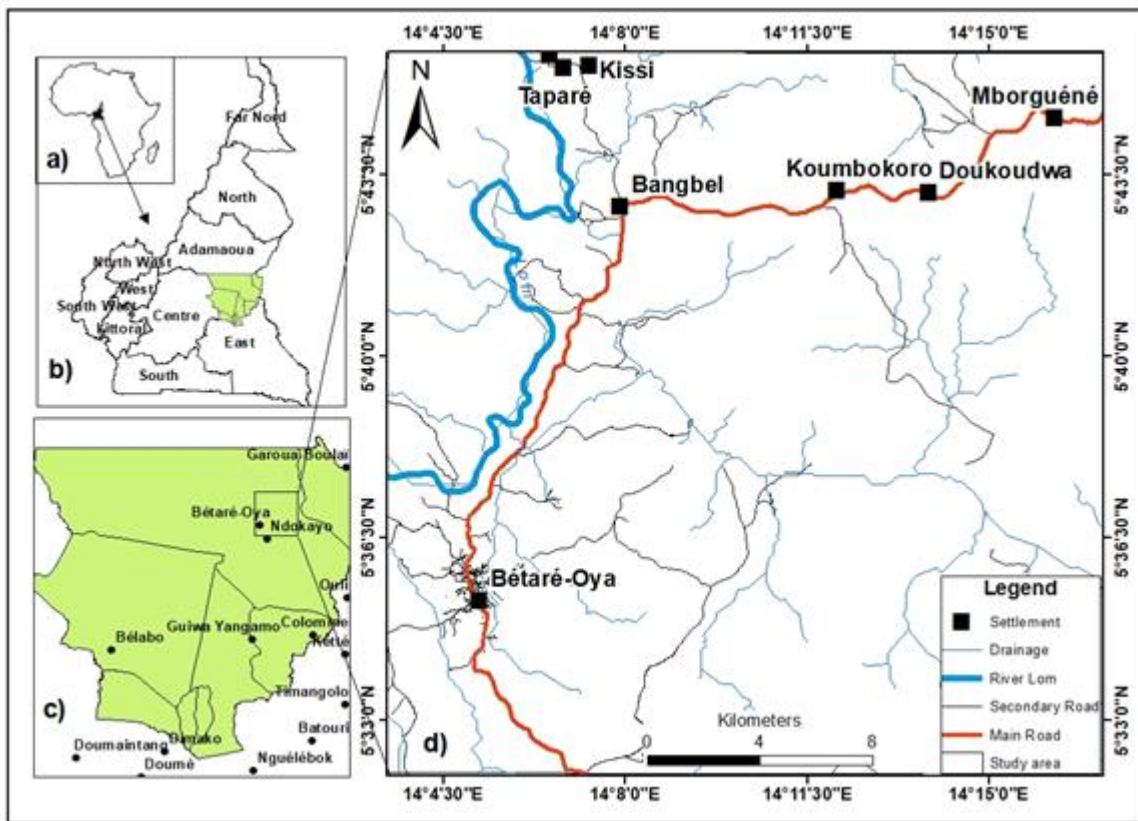 a)
Far Nord
North
Adamaoua
North West
West
South West
Littoral
Centre
East
South
b)
Garoua-Boulaï
Bétaré-Oya
Ndokayo
Guiwa Yangamo
Colomine
Bélabo
Kétté
Timangolo
Batouri
Dimako
Doumaintang
Doumé
Nguélébok
c)
14°4'30"E
14°8'0"E
14°11'30"E
14°15'0"E
N
Kissi
Taparé
Mborguéné
Koumbokoro
Doukoudwa
Bangbel
Bétaré-Oya
5°43'30"N
5°40'0"N
5°36'30"N
5°33'0"N
5°43'30"N
5°40'0"N
5°36'30"N
5°33'0"N
Legend
Settlement
Drainage
River Lom
Secondary Road
Main Road
Study area
Kilometers
0 4 8
d)
14°4'30"E
14°8'0"E
14°11'30"E
14°15'0"E